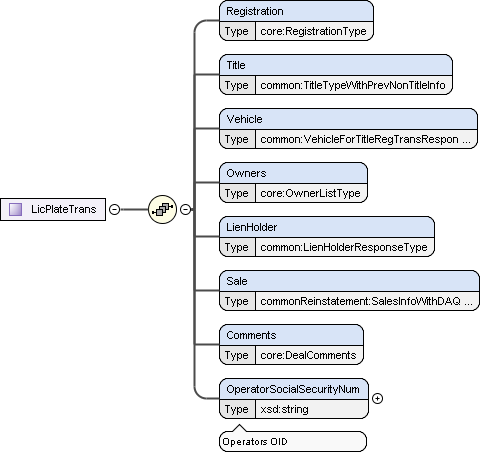 Registration
Type core:RegistrationType
Title
Type common:TitleTypeWithPrevNonTitleInfo
Vehicle
Type common:VehicleForTitleRegTransRespon ...
Owners
Type core:OwnerListType
LicPlateTrans
LienHolder
Type common:LienHolderResponseType
Sale
Type commonReinstatement:SalesInfoWithDAQ ...
Comments
Type core:DealComments
OperatorSocialSecurityNum
Type xsd:string
Operators OID